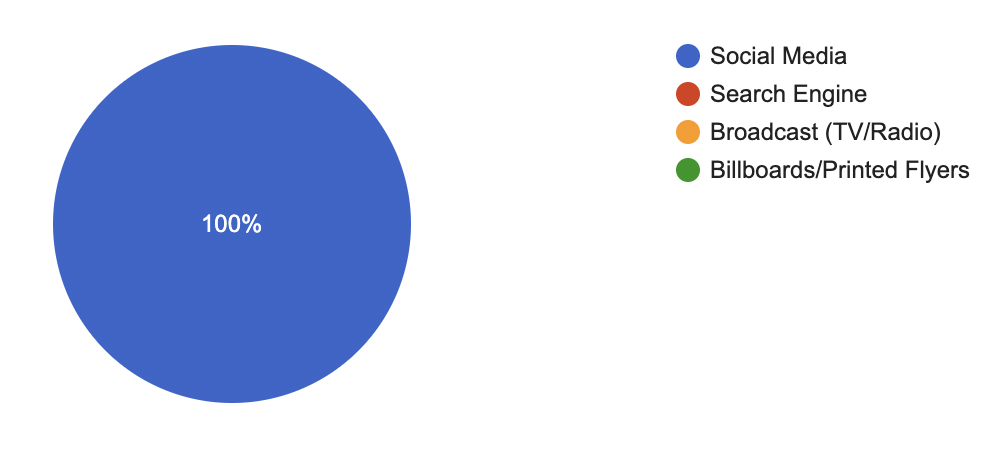 Social Media
Search Engine
Broadcast (TV/Radio)
Billboards/Printed Flyers
100%